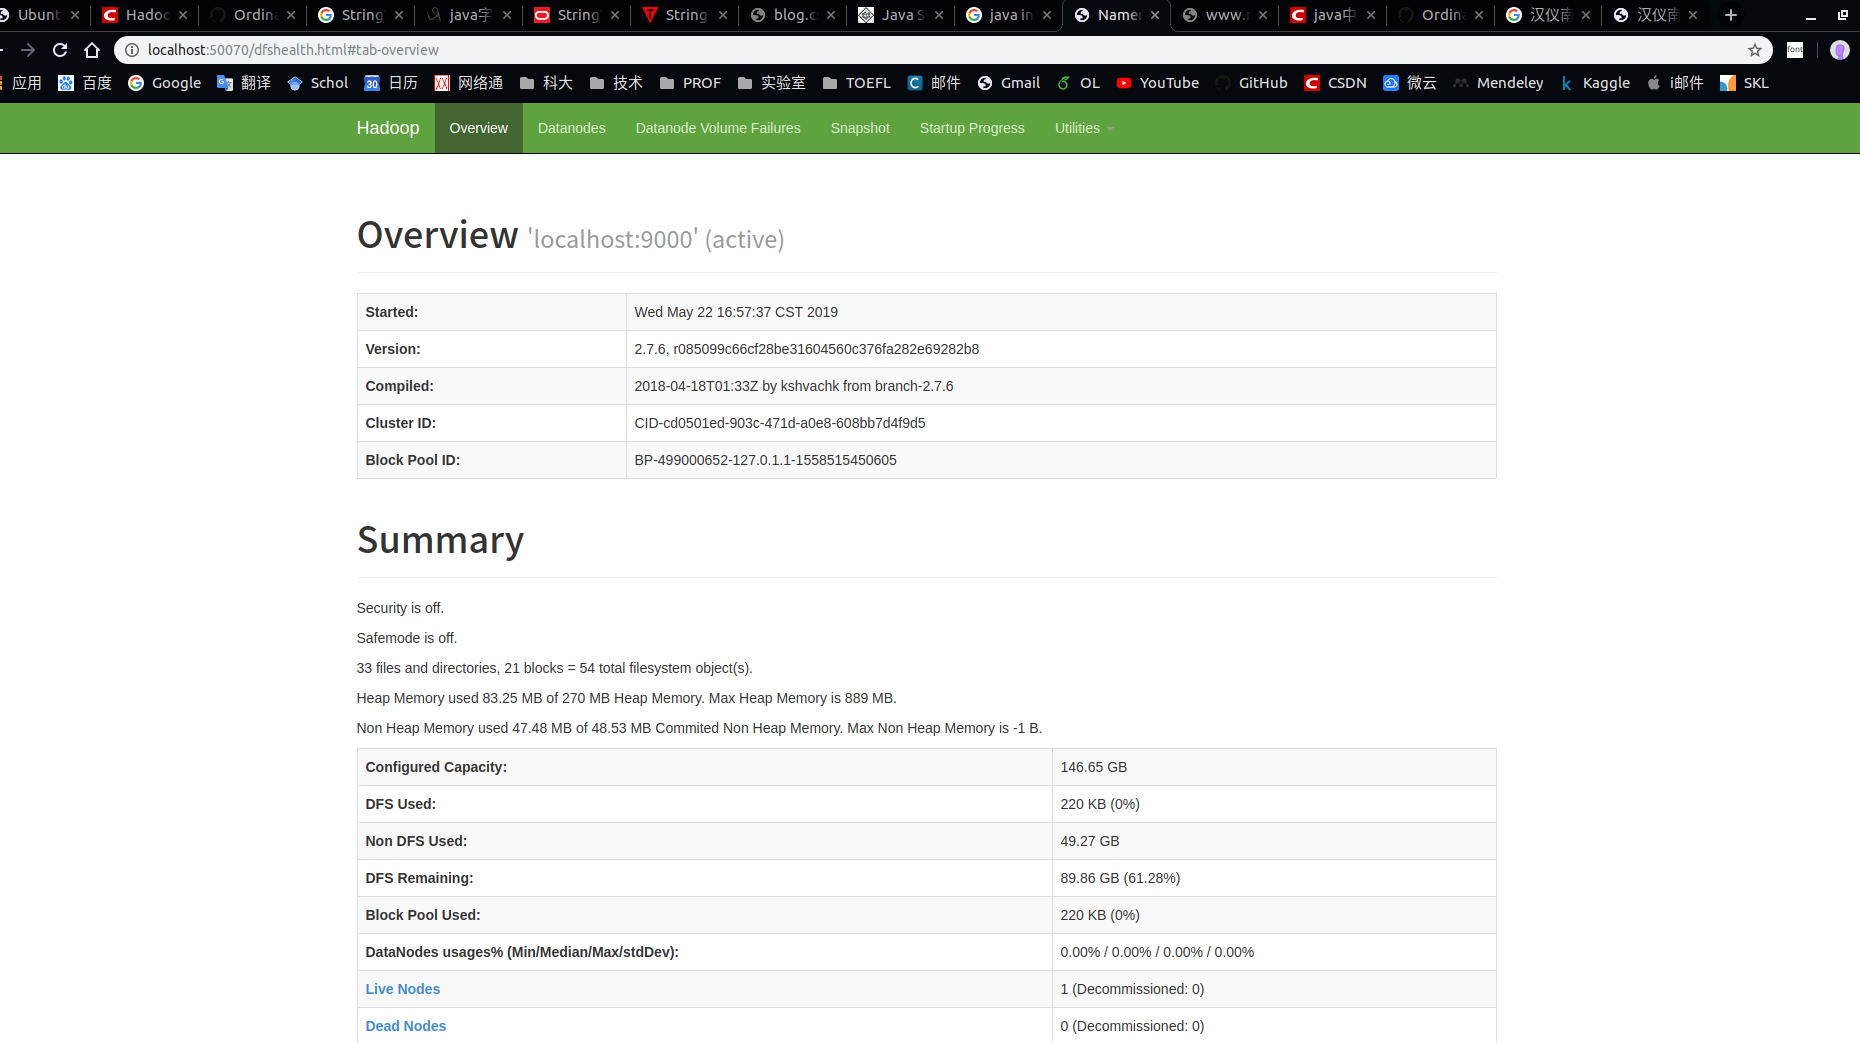 Ubunt Hadoo Ordina String java字 String String blog.c Java S java in Namen www. java中 Ordina 汉仪南 汉仪南
localhost:50070/dfshealth.html#tab-overview
应用 百度 Google 翻译 Schol 日历 网络通 科大 技术 PROF 实验室 TOEFL 邮件 Gmail OL YouTube GitHub CSDN 微云 Mendeley Kaggle i邮件 SKL
Hadoop Overview Datanodes Datanode Volume Failures Snapshot Startup Progress Utilities
Overview 'localhost:9000' (active)
Started: Wed May 22 16:57:37 CST 2019
Version: 2.7.6, r085099c66cf28be31604560c376fa282e69282b8
Compiled: 2018-04-18T01:33Z by kshvachk from branch-2.7.6
Cluster ID: CID-cd0501ed-903c-471d-a0e8-608bb7d4f9d5
Block Pool ID: BP-499000652-127.0.1.1-1558515450605
Summary
Security is off.
Safemode is off.
33 files and directories, 21 blocks = 54 total filesystem object(s).
Heap Memory used 83.25 MB of 270 MB Heap Memory. Max Heap Memory is 889 MB.
Non Heap Memory used 47.48 MB of 48.53 MB Commited Non Heap Memory. Max Non Heap Memory is -1 B.
Configured Capacity: 146.65 GB
DFS Used: 220 KB (0%)
Non DFS Used: 49.27 GB
DFS Remaining: 89.86 GB (61.28%)
Block Pool Used: 220 KB (0%)
DataNodes usages% (Min/Median/Max/stdDev): 0.00% / 0.00% / 0.00% / 0.00%
Live Nodes 1 (Decommissioned: 0)
Dead Nodes 0 (Decommissioned: 0)